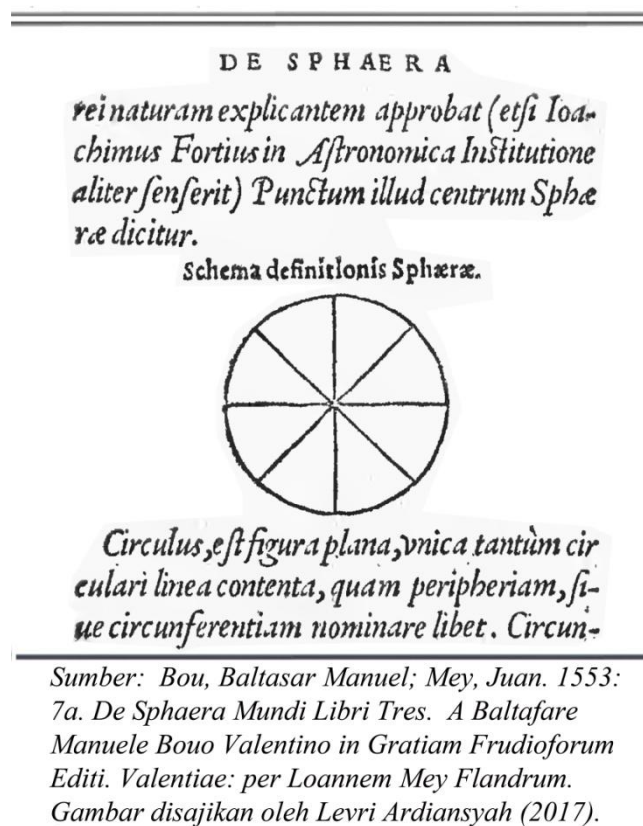 DE SPHAERA
rei naturam explicantem approbat (etſi Ioa-
chimus Fortius in Aſtronomica Inſtitutione
aliter ſenſerit) Punctum illud centrum Sphæ
ræ dicitur.
Schema definitionis Sphæræ.
Circulus, eſt figura plana, vnica tantùm cir
culari linea contenta, quam peripheriam, ſi-
ue circunferentiam nominare libet. Circun-
Sumber: Bou, Baltasar Manuel; Mey, Juan. 1553:
7a. De Sphaera Mundi Libri Tres. A Baltafare
Manuele Bouo Valentino in Gratiam Frudioforum
Editi. Valentiae: per Loannem Mey Flandrum.
Gambar disajikan oleh Levri Ardiansyah (2017).